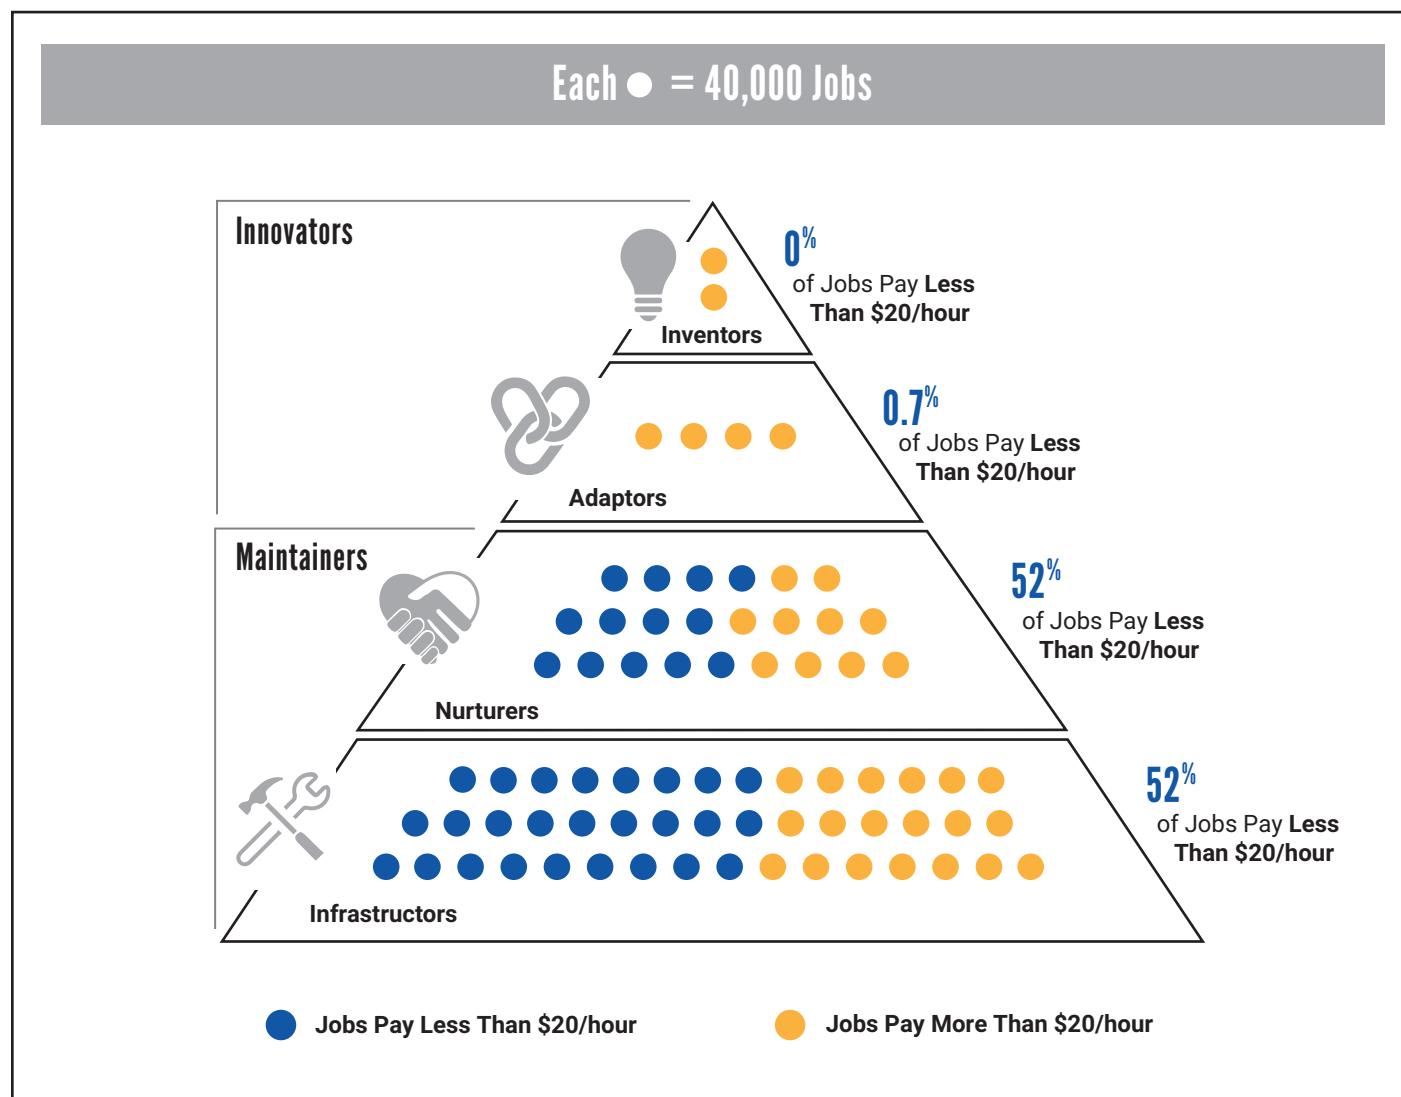 Each = 40,000 Jobs
Innovators
0%
of Jobs Pay Less
Than $20/hour
Inventors
0.7%
of Jobs Pay Less
Than $20/hour
Adaptors
Maintainers
52%
of Jobs Pay Less
Than $20/hour
Nurturers
52%
of Jobs Pay Less
Than $20/hour
Infrastructors
Jobs Pay Less Than $20/hour
Jobs Pay More Than $20/hour